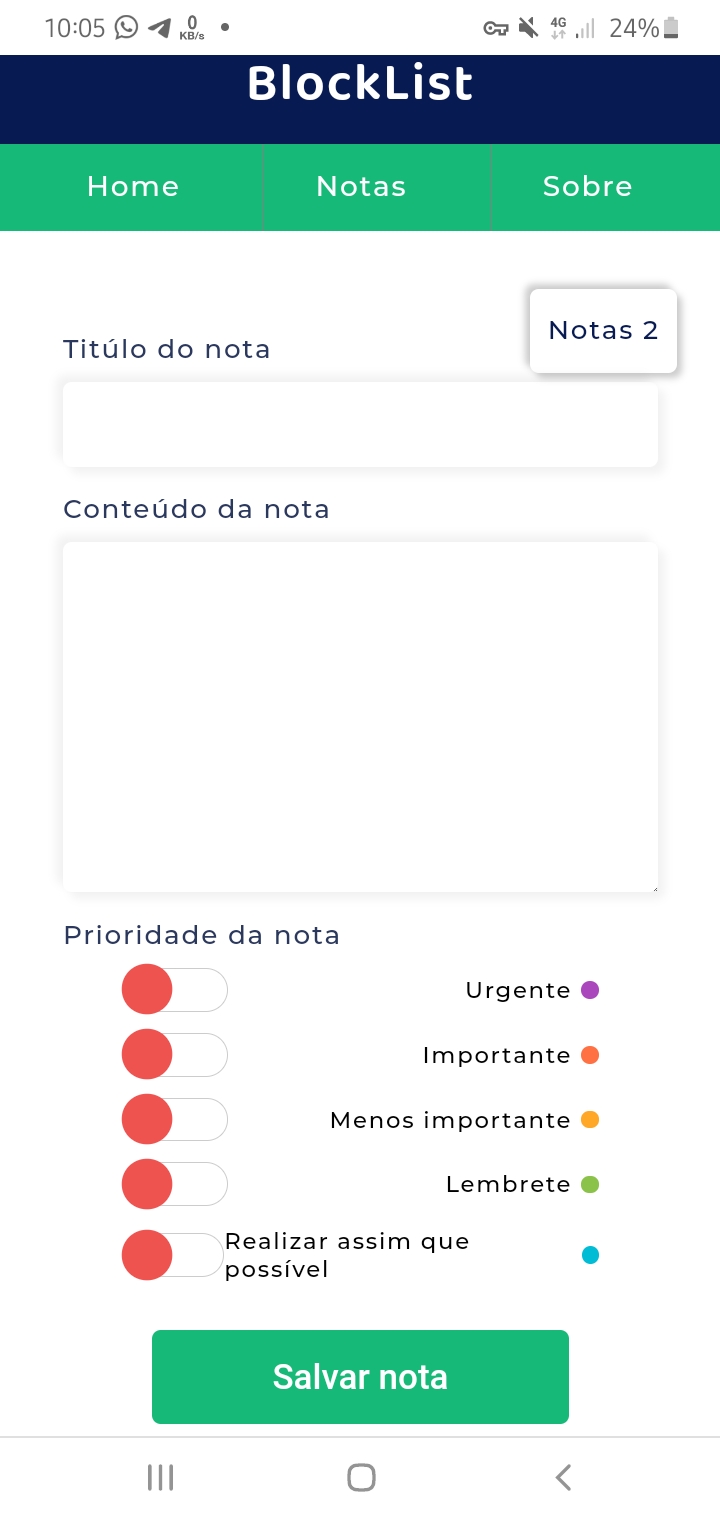 10:05 0 KB/s 4G 24%
BlockList
Home Notas Sobre
Notas 2
Titúlo do nota
Conteúdo da nota
Prioridade da nota
Urgente
Importante
Menos importante
Lembrete
Realizar assim que
possível
Salvar nota